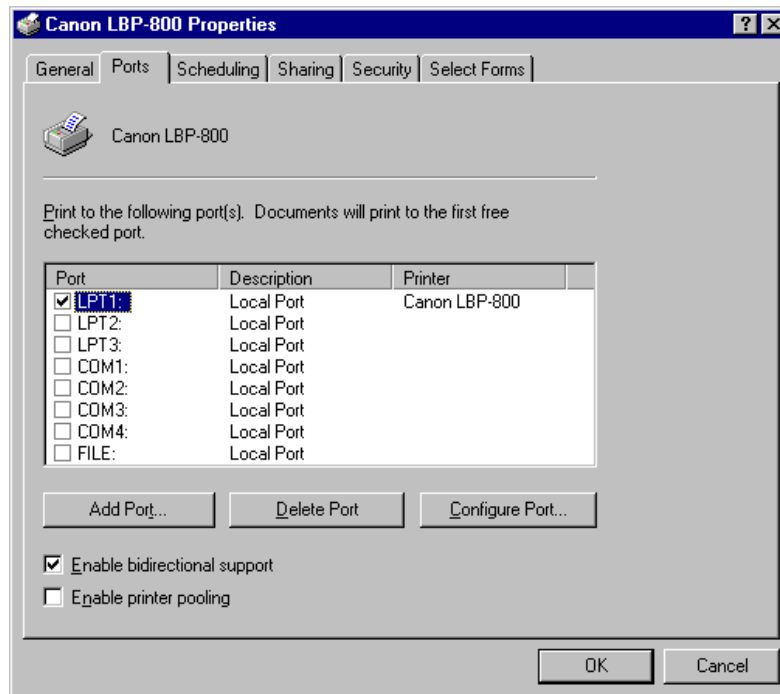 Canon LBP-800 Properties
General Ports Scheduling Sharing Security Select Forms
Canon LBP-800
Print to the following port(s). Documents will print to the first free
checked port.
Port Description Printer
LPT1: Local Port Canon LBP-800
LPT2: Local Port
LPT3: Local Port
COM1: Local Port
COM2: Local Port
COM3: Local Port
COM4: Local Port
FILE: Local Port
Add Port... Delete Port Configure Port...
Enable bidirectional support
Enable printer pooling
OK Cancel